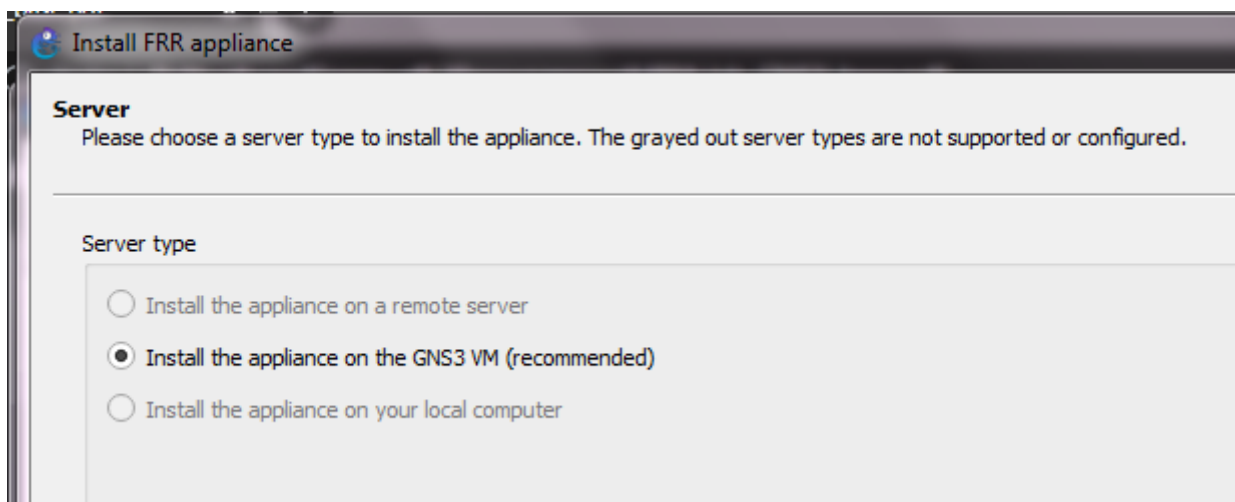 Install FRR appliance
Server
Please choose a server type to install the appliance. The grayed out server types are not supported or configured.
Server type
Install the appliance on a remote server
Install the appliance on the GNS3 VM (recommended)
Install the appliance on your local computer